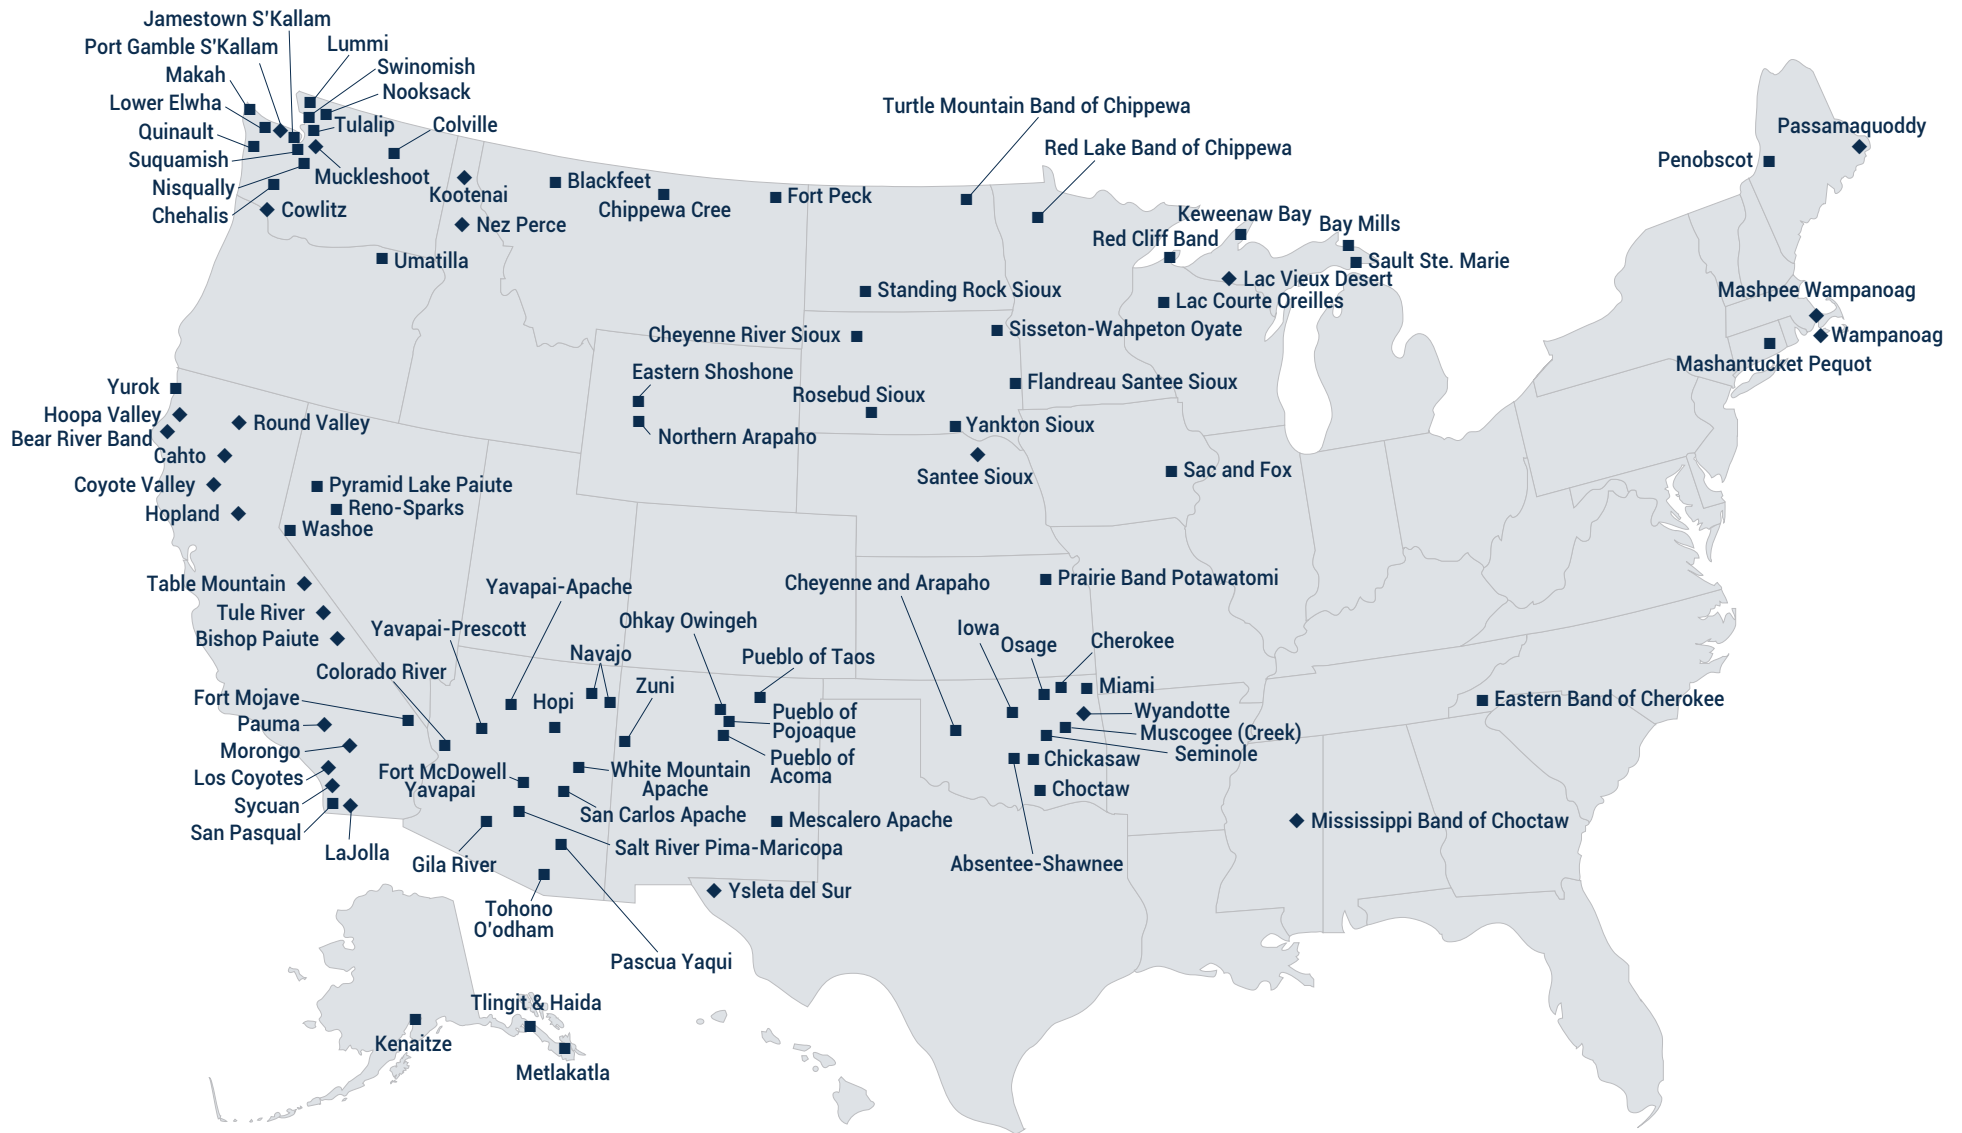 Jamestown S'Kallam
Port Gamble S'Kallam
Lummi
Makah
Swinomish
Lower Elwha
Nooksack
Quinault
Tulalip
Colville
Suquamish
Nisqually
Muckleshoot
Chehalis
Cowlitz
Kootenai
Nez Perce
Umatilla
Blackfeet
Chippewa Cree
Fort Peck
Turtle Mountain Band of Chippewa
Red Lake Band of Chippewa
Keweenaw Bay
Bay Mills
Red Cliff Band
Sault Ste. Marie
Lac Vieux Desert
Lac Courte Oreilles
Passamaquoddy
Penobscot
Mashpee Wampanoag
Wampanoag
Mashantucket Pequot
Standing Rock Sioux
Cheyenne River Sioux
Sisseton-Wahpeton Oyate
Eastern Shoshone
Rosebud Sioux
Flandreau Santee Sioux
Northern Arapaho
Yankton Sioux
Santee Sioux
Sac and Fox
Yurok
Hoopa Valley
Round Valley
Bear River Band
Cahto
Coyote Valley
Hopland
Pyramid Lake Paiute
Reno-Sparks
Washoe
Table Mountain
Tule River
Bishop Paiute
Yavapai-Apache
Yavapai-Prescott
Colorado River
Fort Mojave
Pauma
Morongo
Los Coyotes
Sycuan
San Pasqual
LaJolla
Navajo
Hopi
Zuni
Ohkay Owingeh
Pueblo of Taos
Pueblo of
Pojoaque
Pueblo of
Acoma
Fort McDowell
Yavapai
White Mountain
Apache
San Carlos Apache
Mescalero Apache
Salt River Pima-Maricopa
Gila River
Tohono
O'odham
Pascua Yaqui
Ysleta del Sur
Cheyenne and Arapaho
Prairie Band Potawatomi
Iowa
Osage
Cherokee
Miami
Wyandotte
Muscogee (Creek)
Seminole
Chickasaw
Choctaw
Absentee-Shawnee
Eastern Band of Cherokee
Mississippi Band of Choctaw
Tlingit & Haida
Kenaitze
Metlakatla